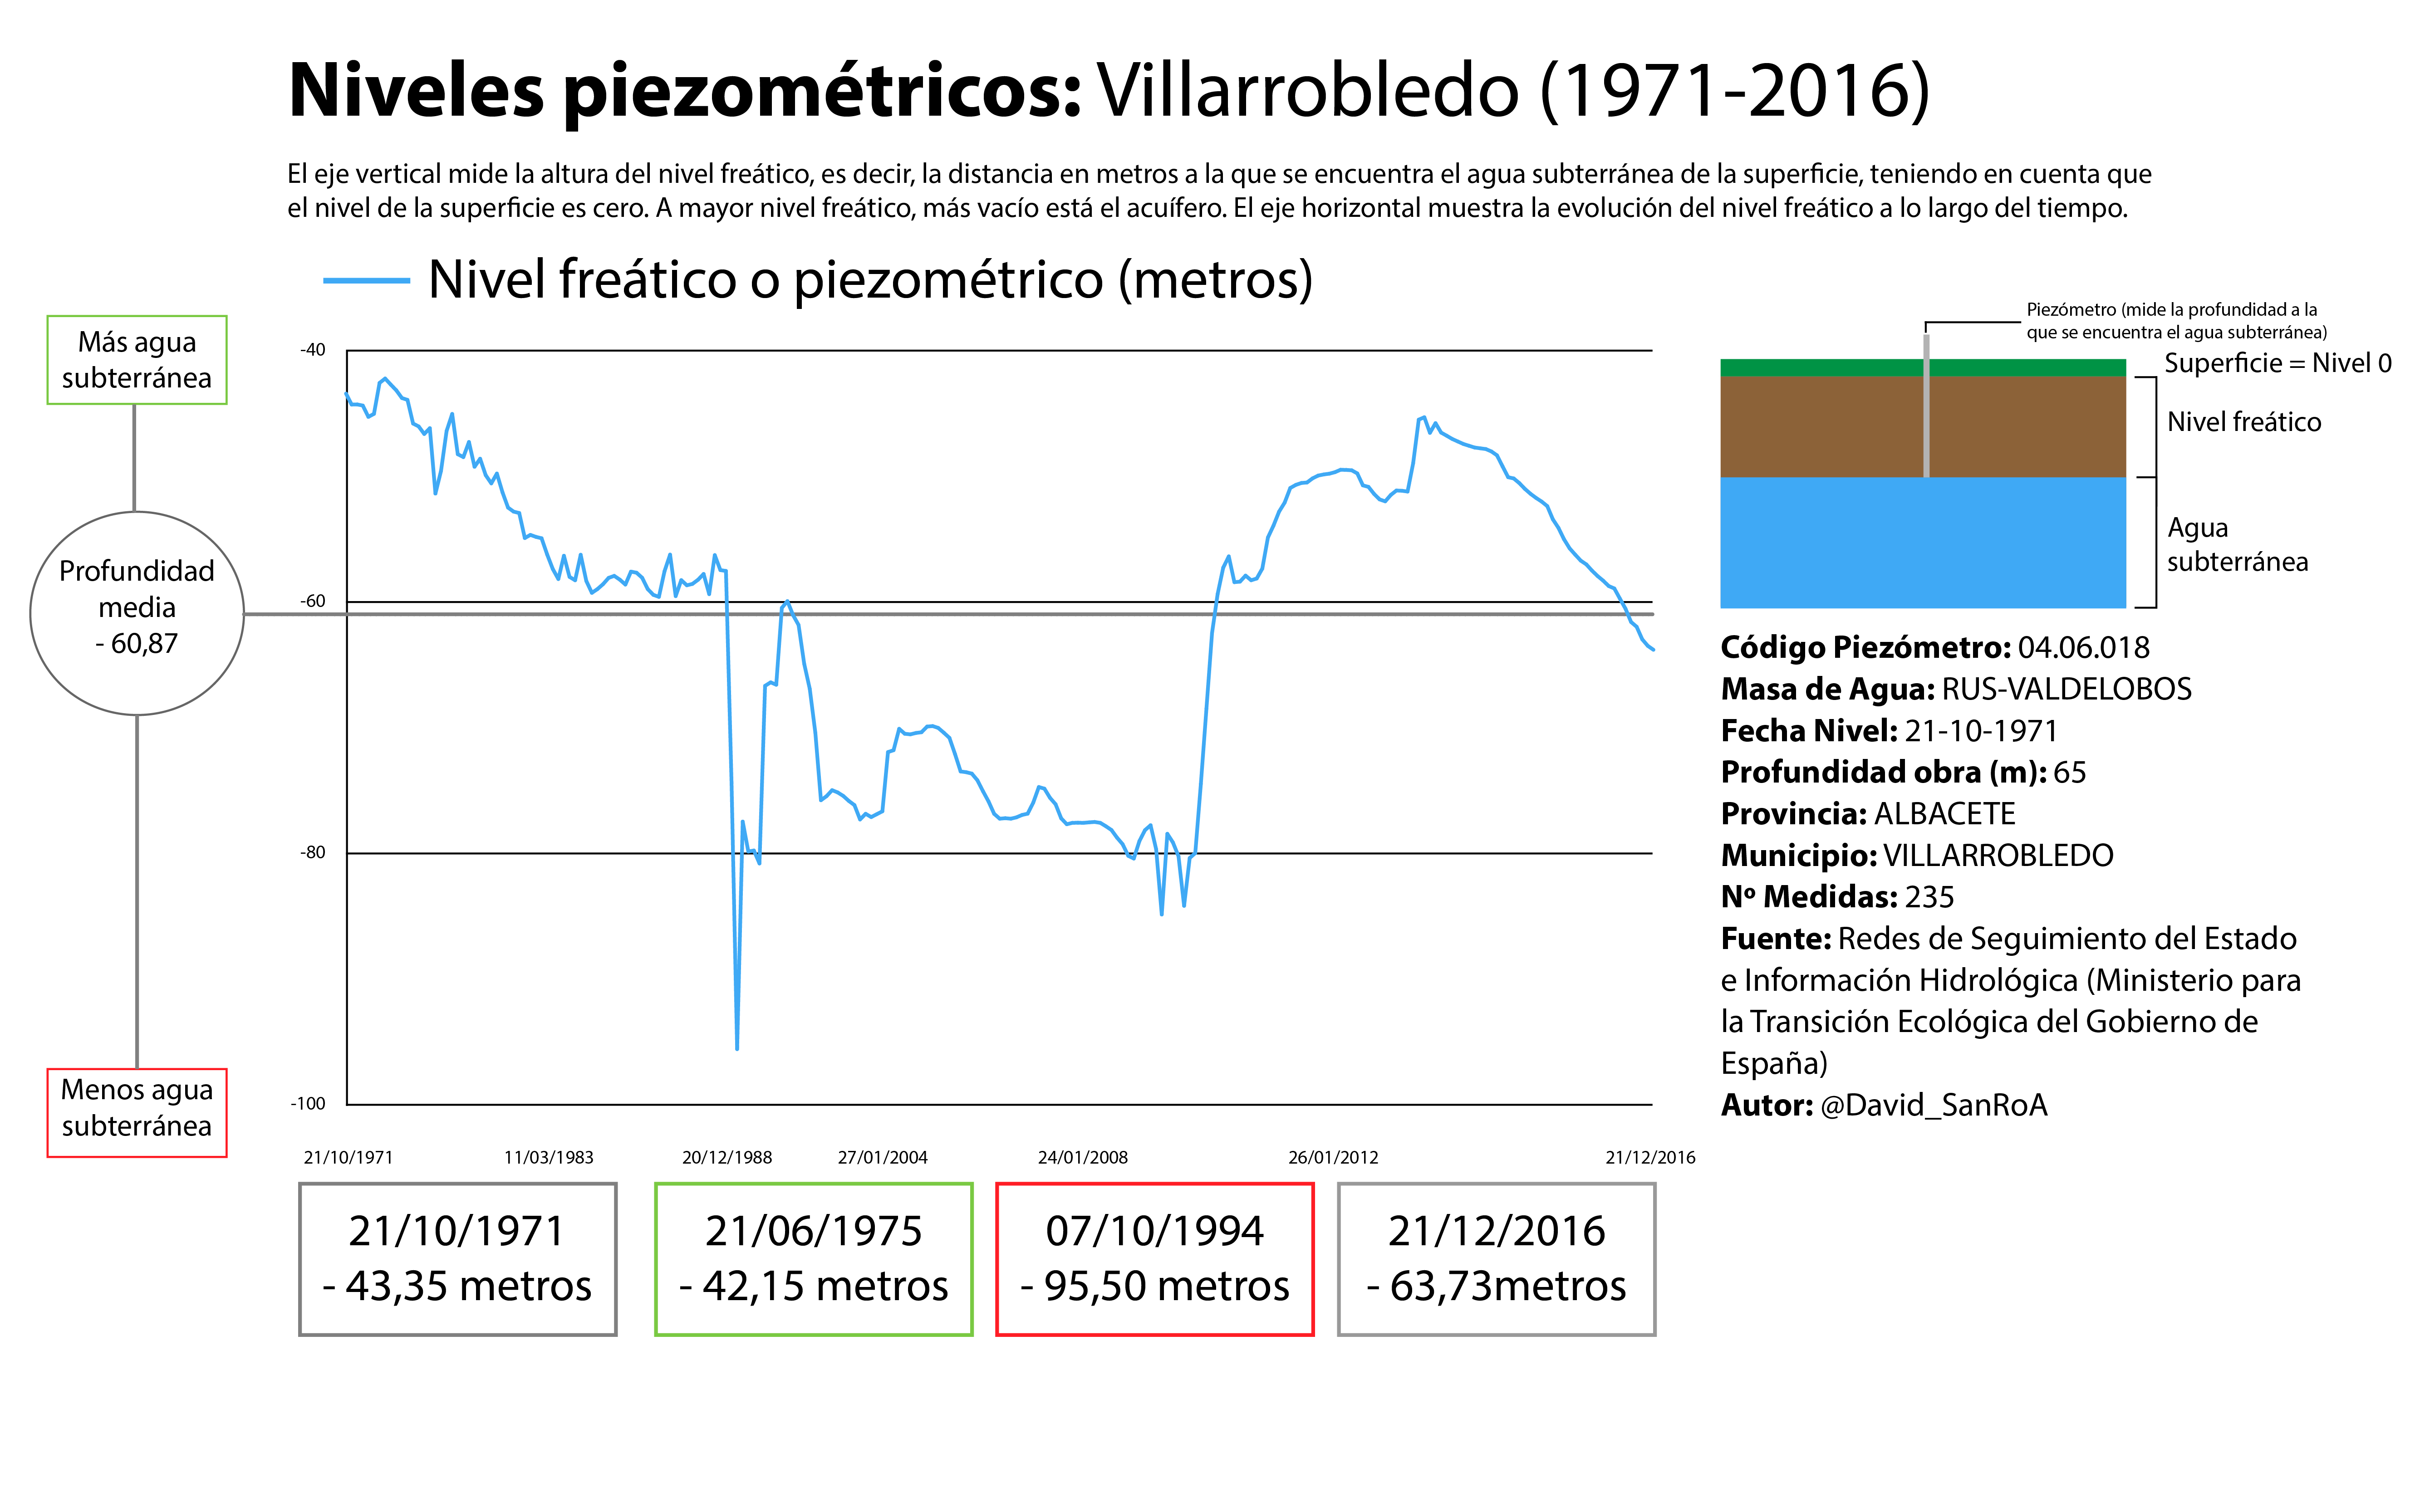 Niveles piezométricos: Villarrobledo (1971-2016)
El eje vertical mide la altura del nivel freático, es decir, la distancia en metros a la que se encuentra el agua subterránea de la superficie, teniendo en cuenta que
el nivel de la superficie es cero. A mayor nivel freático, más vacío está el acuífero. El eje horizontal muestra la evolución del nivel freático a lo largo del tiempo.
Nivel freático o piezométrico (metros)
Más agua
subterránea
Profundidad
media
- 60,87
Menos agua
subterránea
-40
-60
-80
-100
21/10/1971
11/03/1983
20/12/1988
27/01/2004
24/01/2008
26/01/2012
21/12/2016
21/10/1971
- 43,35 metros
21/06/1975
- 42,15 metros
07/10/1994
- 95,50 metros
21/12/2016
- 63,73metros
Piezómetro (mide la profundidad a la
que se encuentra el agua subterránea)
Superficie = Nivel 0
Nivel freático
Agua
subterránea
Código Piezómetro: 04.06.018
Masa de Agua: RUS-VALDELOBOS
Fecha Nivel: 21-10-1971
Profundidad obra (m): 65
Provincia: ALBACETE
Municipio: VILLARROBLEDO
Nº Medidas: 235
Fuente: Redes de Seguimiento del Estado
e Información Hidrológica (Ministerio para
la Transición Ecológica del Gobierno de
España)
Autor: @David_SanRoA